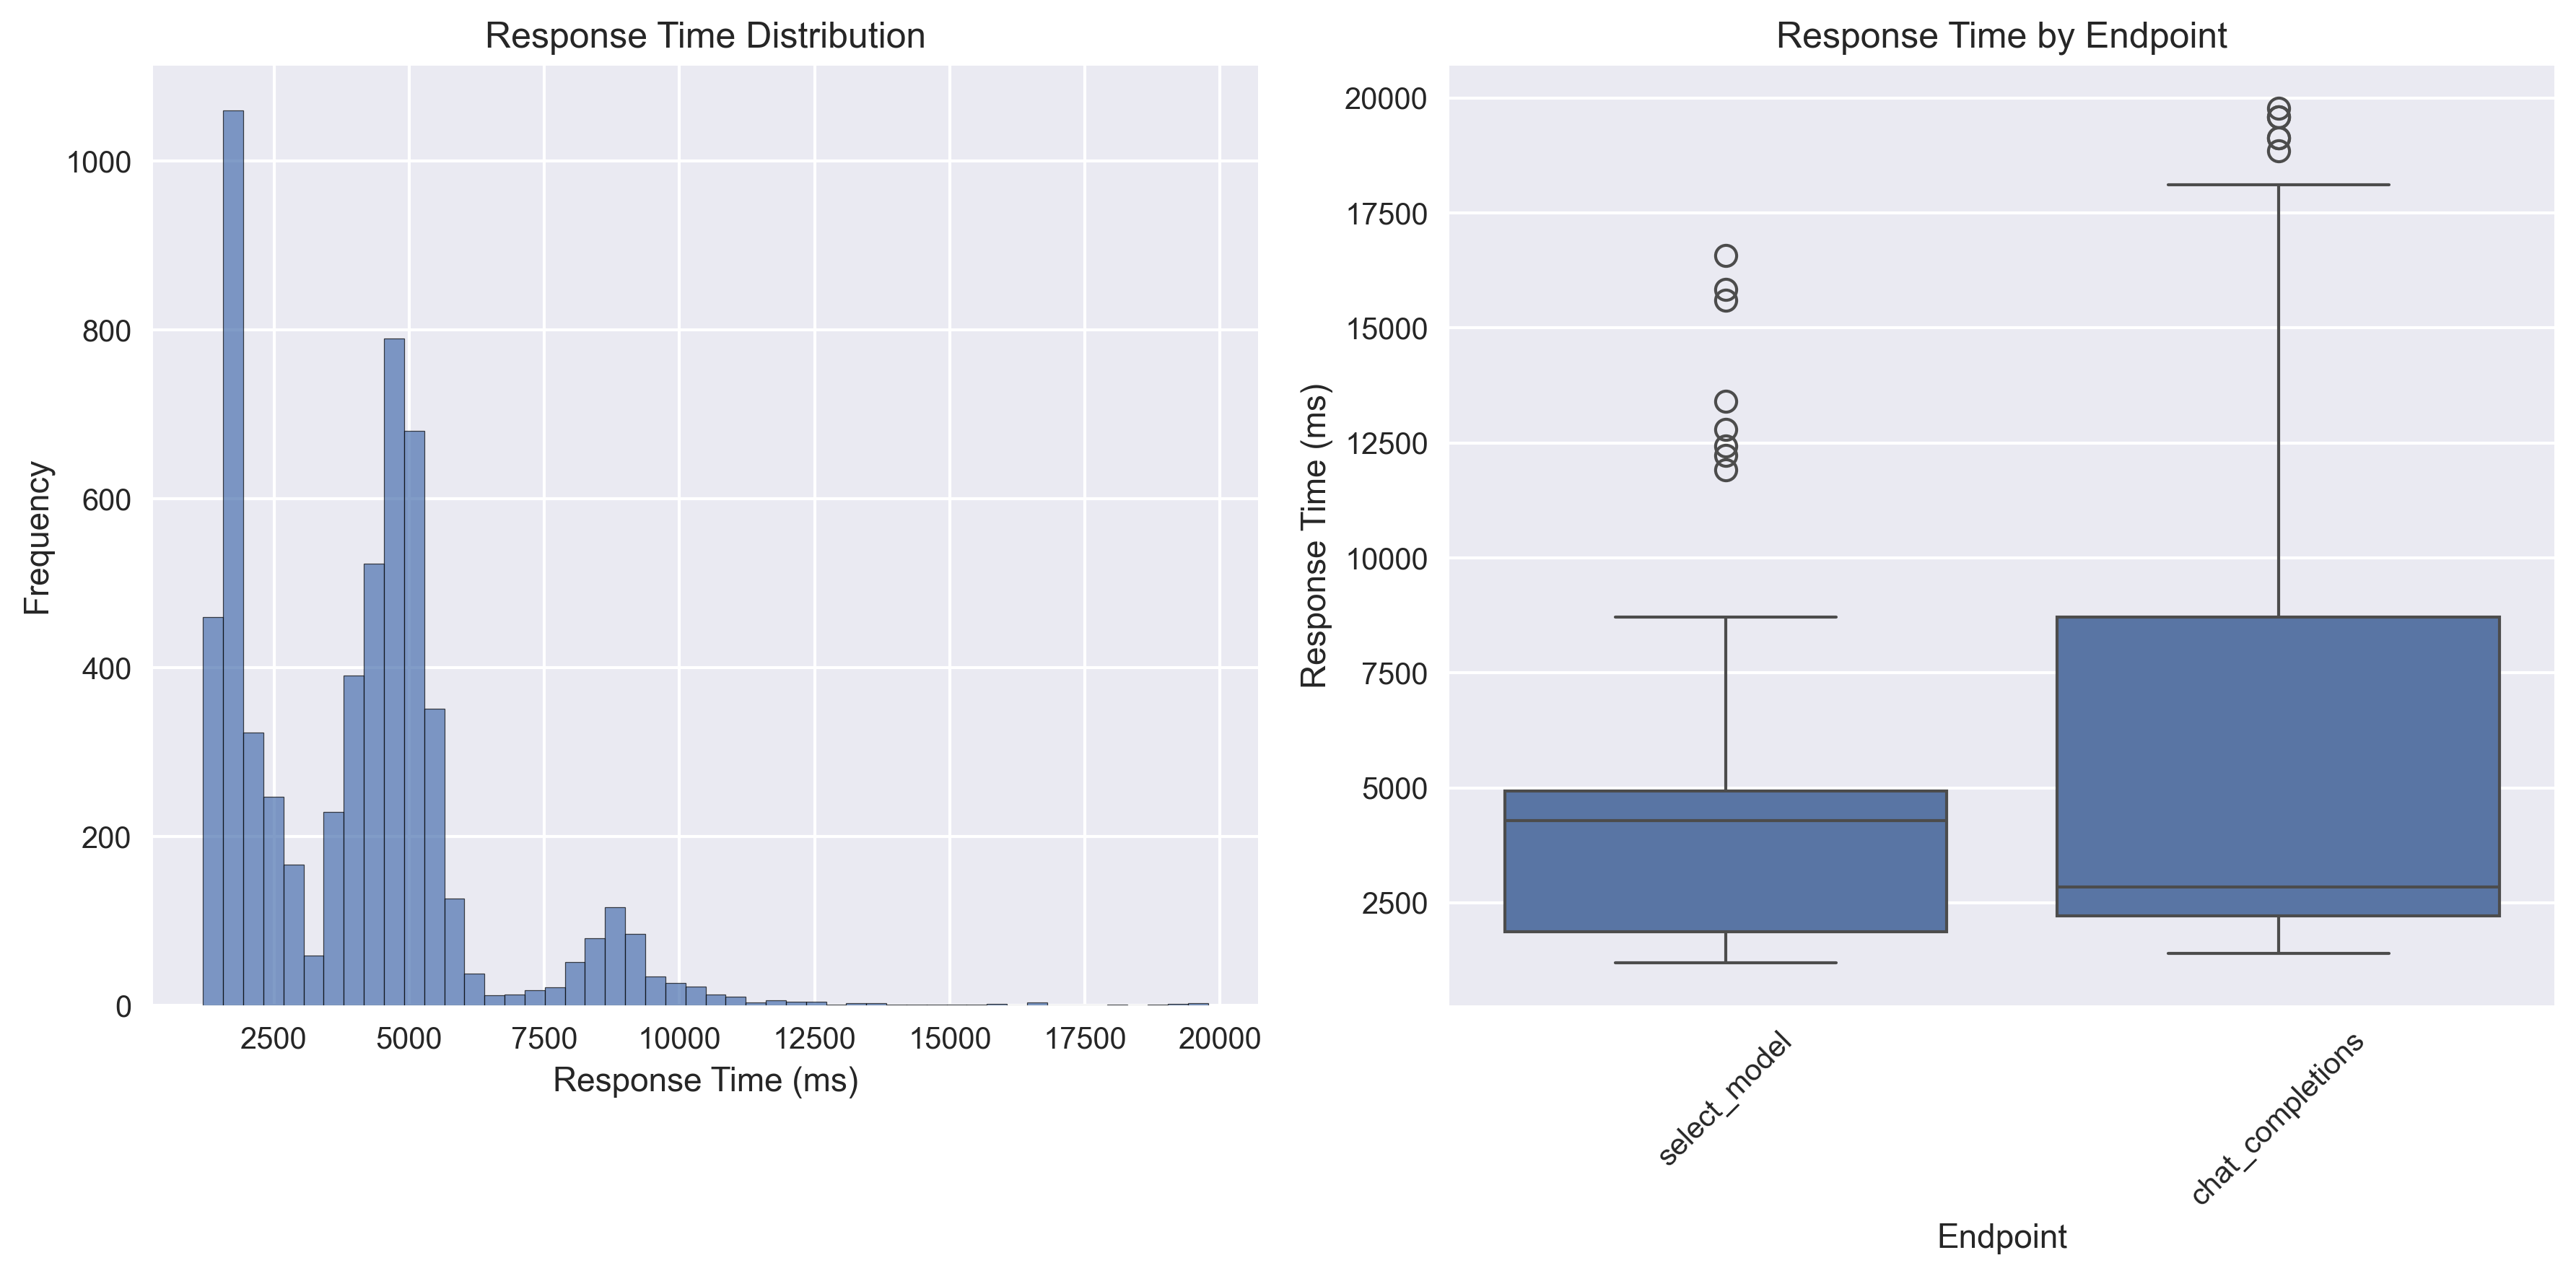 Response Time Distribution
Frequency
1000
800
600
400
200
0
2500 5000 7500 10000 12500 15000 17500 20000
Response Time (ms)
Response Time by Endpoint
Response Time (ms)
20000
17500
15000
12500
10000
7500
5000
2500
select_model
chat_completions
Endpoint